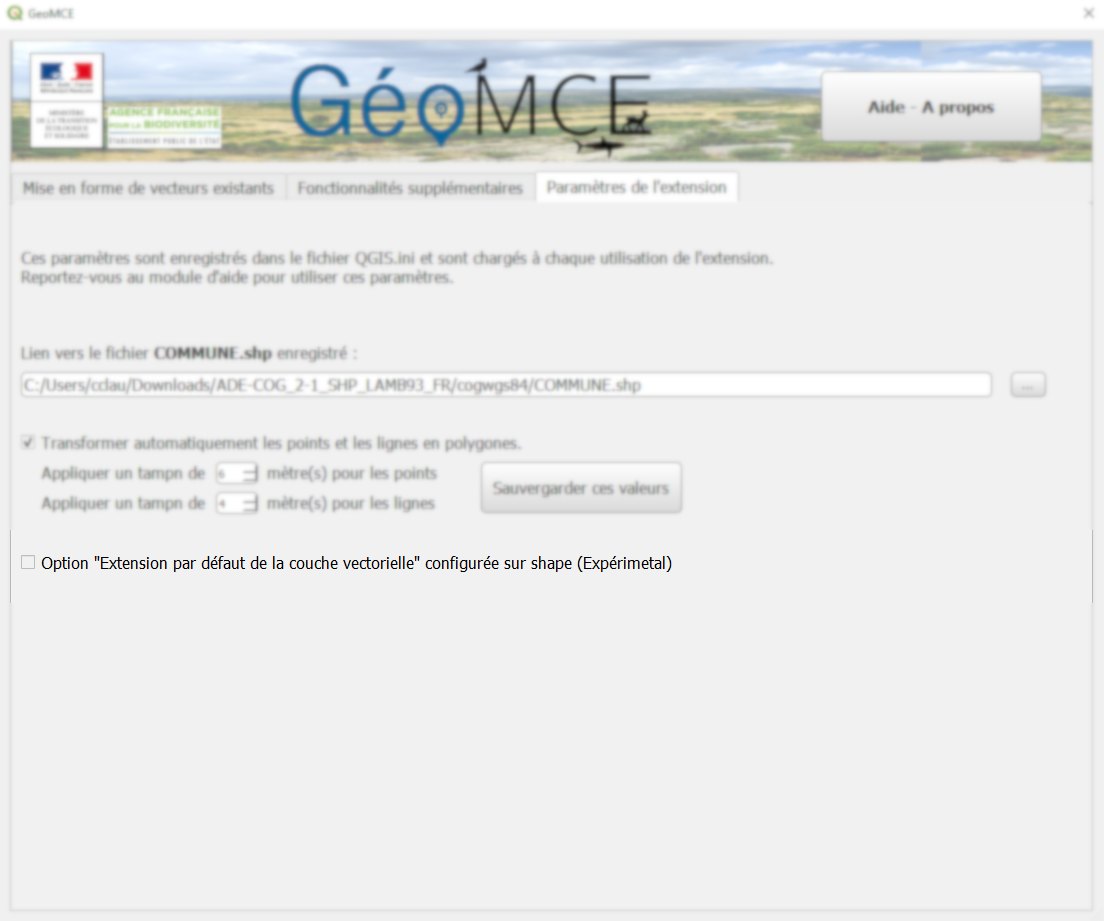 GeoMCE
AGENCE FRANÇAISE
POUR LA BIODIVERSITÉ
ÉTABLISSEMENT PUBLIC DE L'ÉTAT
MINISTÈRE
DE LA TRANSITION
ÉCOLOGIQUE
ET SOLIDAIRE
GéoMCE
Aide - A propos
Mise en forme de vecteurs existants
Fonctionnalités supplémentaires
Paramètres de l'extension
Ces paramètres sont enregistrés dans le fichier QGIS.ini et sont chargés à chaque utilisation de l'extension.
Reportez-vous au module d'aide pour utiliser ces paramètres.
Lien vers le fichier COMMUNE.shp enregistré :
C:/Users/cclau/Downloads/ADE-COG_2-1_SHP_LAMB93_FR/cogwgs84/COMMUNE.shp
...
Transformer automatiquement les points et les lignes en polygones.
Appliquer un tampn de 6 mètre(s) pour les points
Appliquer un tampn de 4 mètre(s) pour les lignes
Sauvergarder ces valeurs
Option "Extension par défaut de la couche vectorielle" configurée sur shape (Expérimetal)